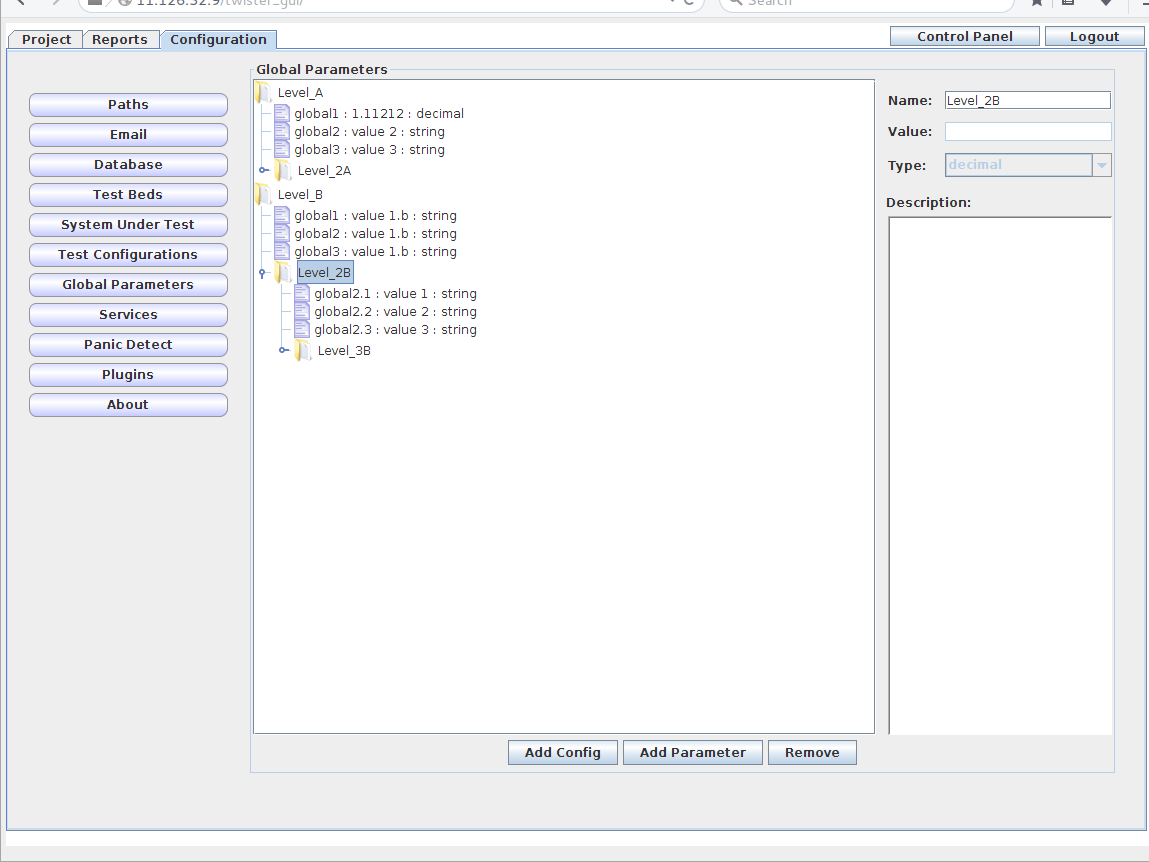 11.126.32.9/twister_gui/
Search
Project
Reports
Configuration
Control Panel
Logout
Paths
Email
Database
Test Beds
System Under Test
Test Configurations
Global Parameters
Services
Panic Detect
Plugins
About
Global Parameters
Level_A
global1 : 1.11212 : decimal
global2 : value 2 : string
global3 : value 3 : string
Level_2A
Level_B
global1 : value 1.b : string
global2 : value 1.b : string
global3 : value 1.b : string
Level_2B
global2.1 : value 1 : string
global2.2 : value 2 : string
global2.3 : value 3 : string
Level_3B
Add Config
Add Parameter
Remove
Name: Level_2B
Value:
Type: decimal
Description: